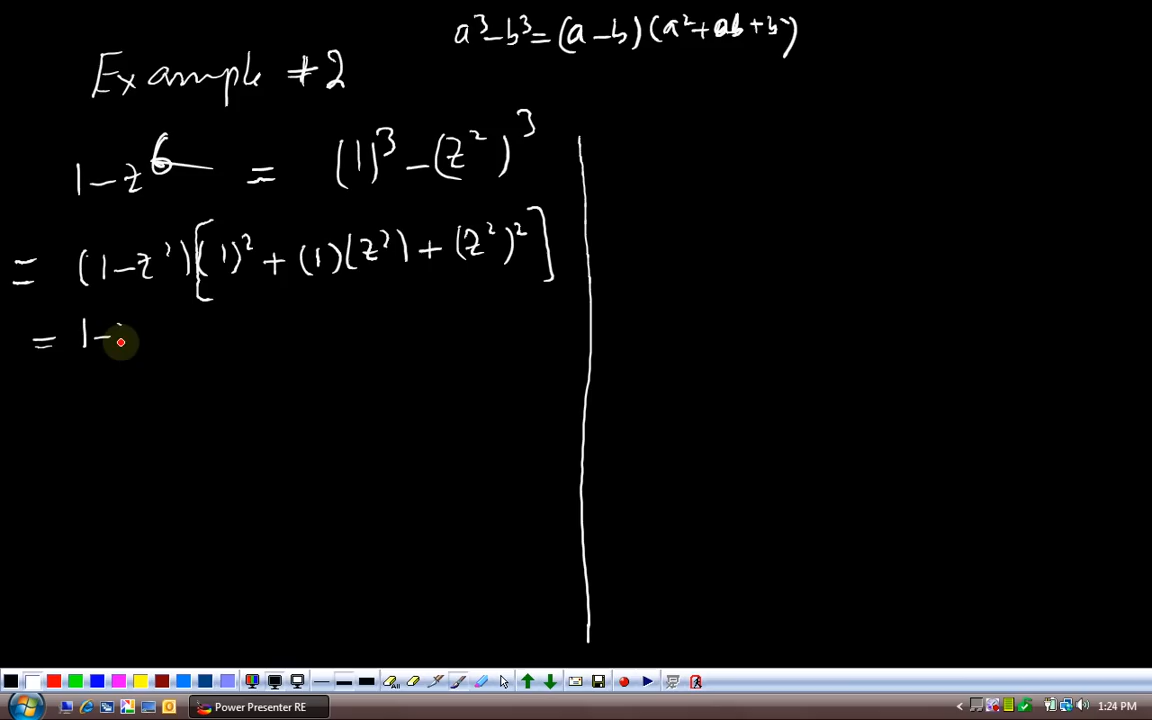 a³–b³=(a–b)(a²+ab+b²)
Example #2
1–z⁶ = (1)³–(z²)³
= (1–z²)[(1)²+(1)(z²)+(z²)²]
= 1–
Power Presenter RE
1:24 PM